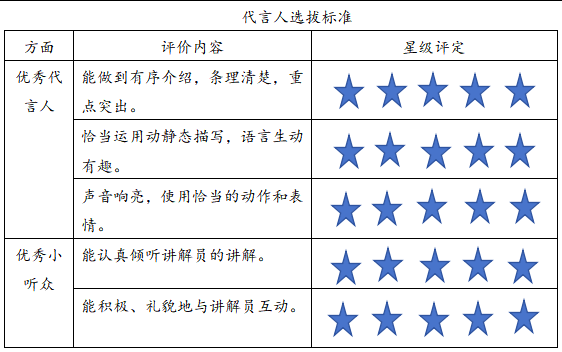 代言人选拔标准
方面 评价内容 星级评定
优秀代言人 能做到有序介绍，条理清楚，重
点突出。
恰当运用动静态描写，语言生动
有趣。
声音响亮，使用恰当的动作和表
情。
优秀小听众 能认真倾听讲解员的讲解。
能积极、礼貌地与讲解员互动。